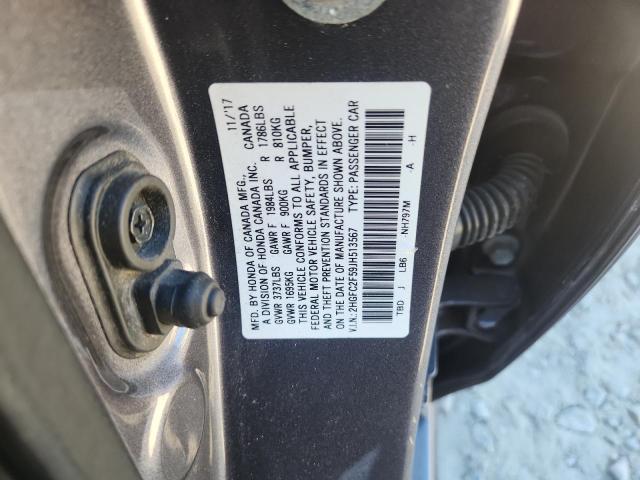 MFD. BY HONDA OF CANADA MFG., 11/'17 CANADA
A DIVISION OF HONDA CANADA INC.
GVWR 3737LBS GAWR F 1984LBS R 1786LBS
GVWR 1695KG GAWR F 900KG R 810KG
THIS VEHICLE CONFORMS TO ALL APPLICABLE
FEDERAL MOTOR VEHICLE SAFETY, BUMPER,
AND THEFT PREVENTION STANDARDS IN EFFECT
ON THE DATE OF MANUFACTURE SHOWN ABOVE.
V.I.N.: 2HGFC2F59JH513567 TYPE: PASSENGER CAR
TBD J LB6 NH797M A H